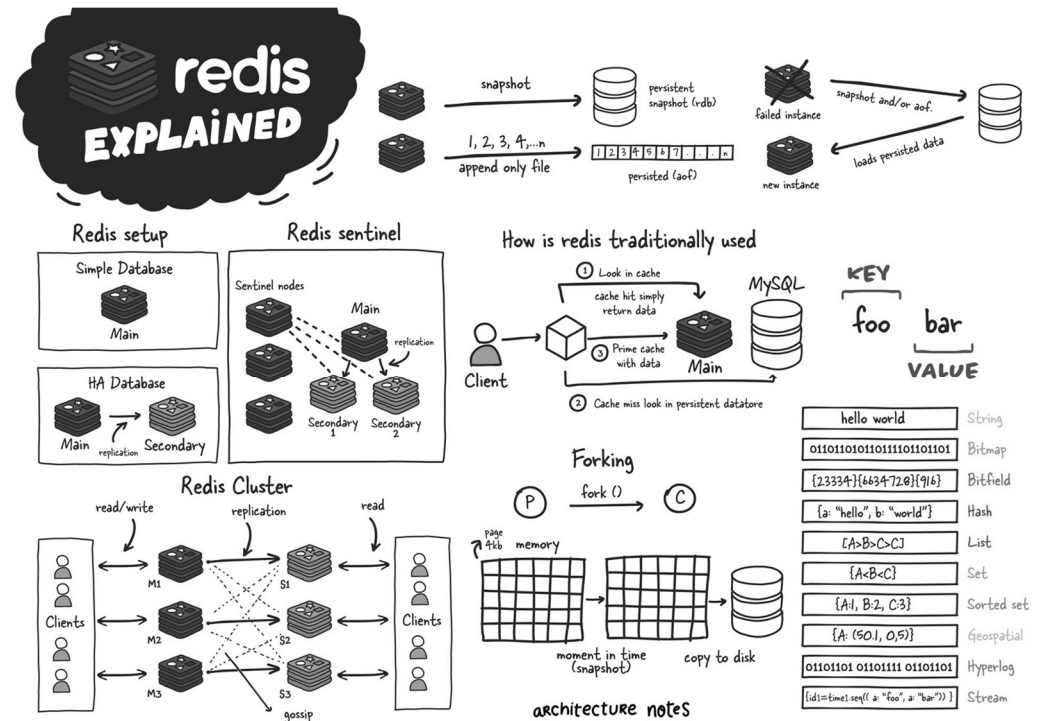 redis
EXPLAINED
snapshot
persistent
snapshot (rdb)
1, 2, 3, 4,...n
append only file
1 2 3 4 5 6 7 . . . . n
persisted (aof)
failed instance
snapshot and/or aof.
loads persisted data
new instance
Redis setup
Simple Database
Main
HA Database
Main
replication
Secondary
Redis sentinel
Sentinel nodes
Main
replication
Secondary
1
Secondary
2
How is redis traditionally used
1 Look in cache
cache hit simply
return data
MySQL
Client
3 Prime cache
with data
Main
2 Cache miss look in persistent datatore
KEY
foo bar
VALUE
Redis Cluster
read/write
replication
read
Clients
M1
M2
M3
S1
S2
S3
Clients
gossip
Forking
P
fork ()
C
page
4kb
memory
moment in time
(snapshot)
copy to disk
hello world String
011011010110111101101101 Bitmap
{23334}{6634728}{916} Bitfield
{a: "hello", b: "world"} Hash
[A>B>C>C] List
{A<B<C} Set
{A:1, B:2, C:3} Sorted set
{A: (50.1, 0,5)} Geospatial
01101101 01101111 01101101 Hyperlog
{id1=time1.seq(( a: "foo", a: "bar")) } Stream
architecture notes